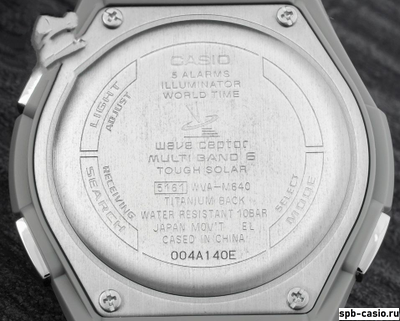 CASIO
5 ALARMS
ILLUMINATOR
WORLD TIME
LIGHT
ADJUST
wave ceptor
MULTI BAND 6
TOUGH SOLAR
5161 WVA-M640
TITANIUM BACK
WATER RESISTANT 10BAR
JAPAN MOV'T EL
CASED IN CHINA
004A140E
RECEIVING
SEARCH
SELECT
MODE
spb-casio.ru